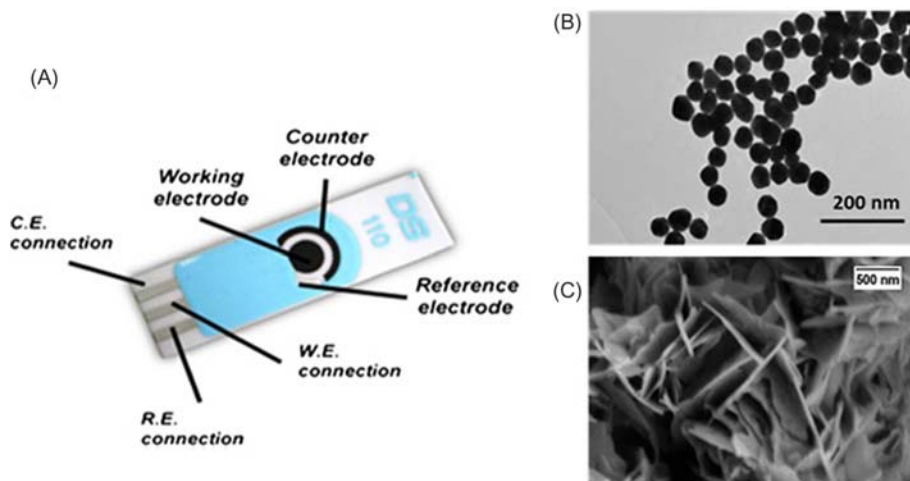 (A)
Counter
electrode
Working
electrode
C.E.
connection
DS
110
Reference
electrode
W.E.
connection
R.E.
connection
(B)
200 nm
(C)
500 nm